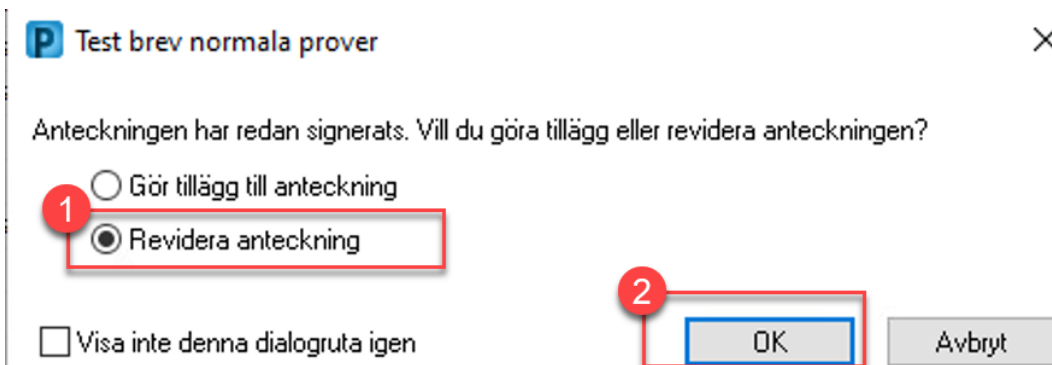 P Test brev normala prover
Anteckningen har redan signerats. Vill du göra tillägg eller revidera anteckningen?
Gör tillägg till anteckning
1
Revidera anteckning
2
Visa inte denna dialogruta igen
OK
Avbryt